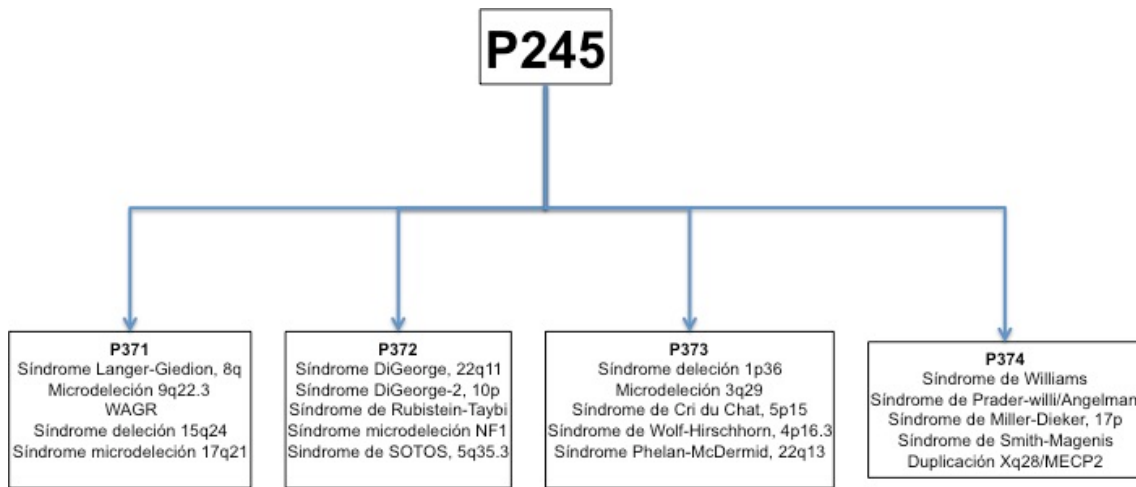 P245
P371
Síndrome Langer-Giedion, 8q
Microdeleción 9q22.3
WAGR
Síndrome deleción 15q24
Síndrome microdeleción 17q21
P372
Síndrome DiGeorge, 22q11
Síndrome DiGeorge-2, 10p
Síndrome de Rubistein-Taybi
Síndrome microdeleción NF1
Sindrome de SOTOS, 5q35.3
P373
Síndrome deleción 1p36
Microdeleción 3q29
Síndrome de Cri du Chat, 5p15
Síndrome de Wolf-Hirschhorn, 4p16.3
Síndrome Phelan-McDermid, 22q13
P374
Síndrome de Williams
Síndrome de Prader-willi/Angelman
Síndrome de Miller-Dieker, 17p
Síndrome de Smith-Magenis
Duplicación Xq28/MECP2